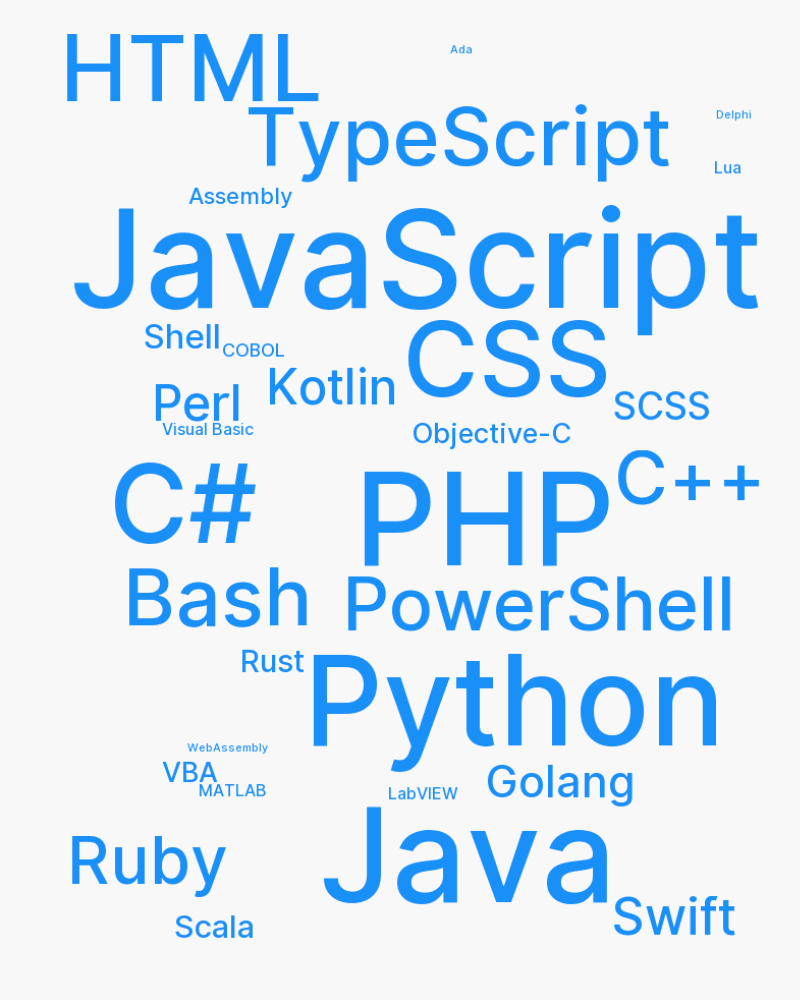 HTML
Ada
TypeScript
Delphi
Lua
Assembly
JavaScript
Shell
COBOL
CSS
Kotlin
Perl
SCSS
Visual Basic
Objective-C
C#
PHP
C++
Bash
PowerShell
Rust
Python
WebAssembly
VBA
MATLAB
LabVIEW
Golang
Java
Ruby
Swift
Scala